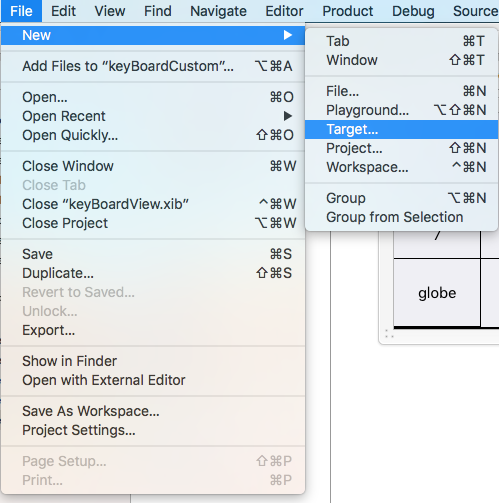 File Edit View Find Navigate Editor Product Debug Source
New
Add Files to “keyBoardCustom”... ⌥⌘A
Open... ⌘O
Open Recent
Open Quickly... ⇧⌘O
Close Window ⌘W
Close Tab
Close “keyBoardView.xib” ^⌘W
Close Project ⌥⌘W
Save ⌘S
Duplicate... ⇧⌘S
Revert to Saved...
Unlock...
Export...
Show in Finder
Open with External Editor
Save As Workspace...
Project Settings...
Page Setup... ⇧⌘P
Print... ⌘P
Tab ⌘T
Window ⇧⌘T
File... ⌘N
Playground... ⌥⇧⌘N
Target...
Project... ⇧⌘N
Workspace... ^⌘N
Group ⌥⌘N
Group from Selection
globe